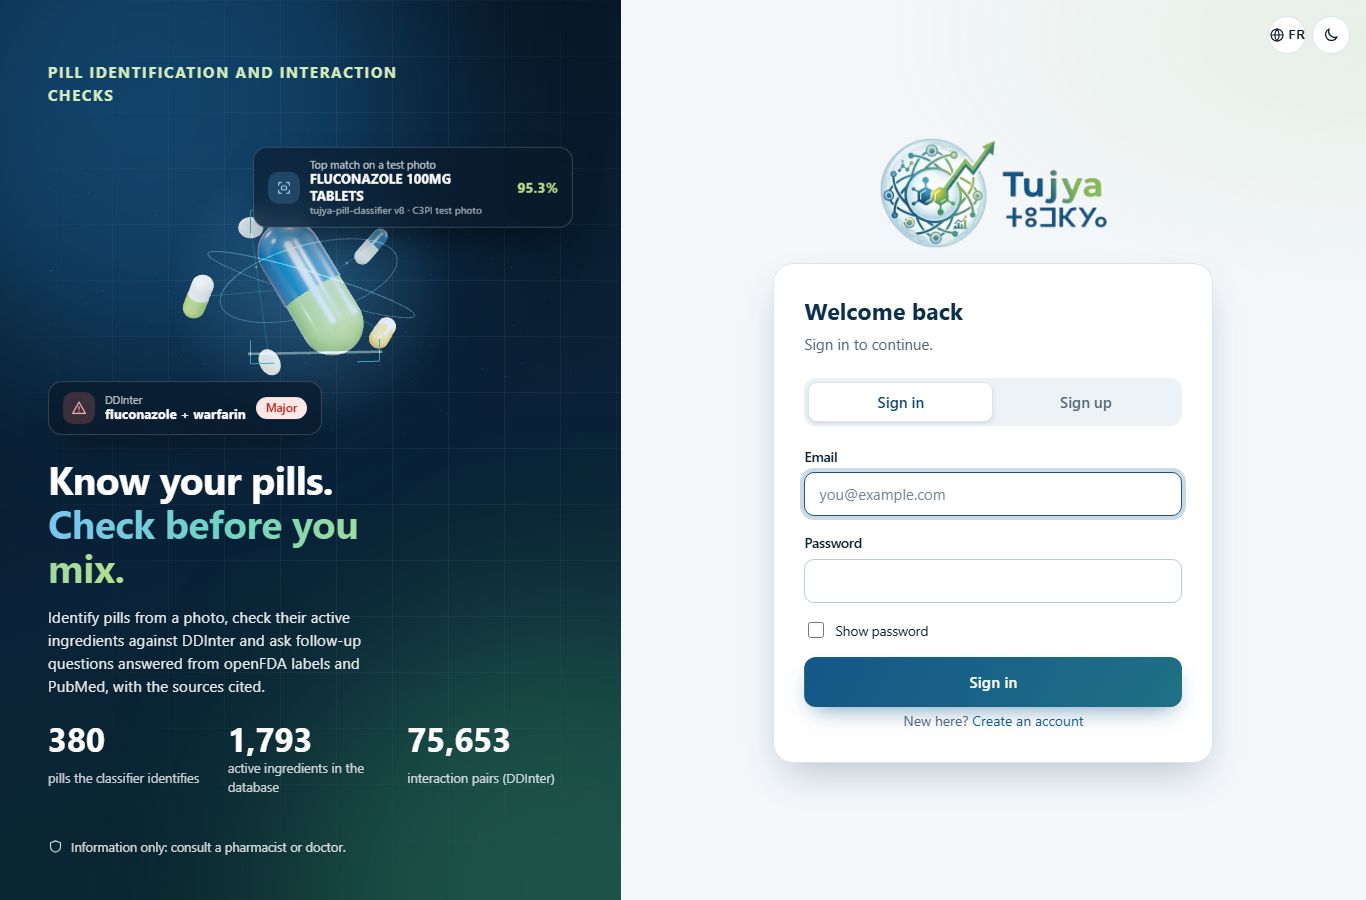 PILL IDENTIFICATION AND INTERACTION
CHECKS
Top match on a test photo
FLUCONAZOLE 100MG
TABLETS
95.3%
tujya-pill-classifier v8 · C3PI test photo
DDInter
fluconazole + warfarin
Major
Know your pills.
Check before you
mix.
Identify pills from a photo, check their active
ingredients against DDInter and ask follow-up
questions answered from openFDA labels and
PubMed, with the sources cited.
380
pills the classifier identifies
1,793
active ingredients in the
database
75,653
interaction pairs (DDInter)
Information only: consult a pharmacist or doctor.
FR
Tujya
ⵜⵓⵊⴽⵖⴰ
Welcome back
Sign in to continue.
Sign in
Sign up
Email
you@example.com
Password
Show password
Sign in
New here? Create an account